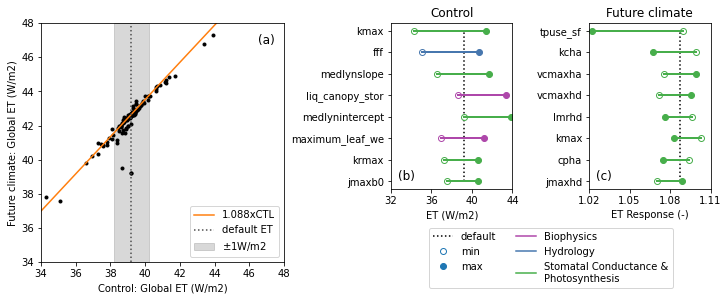 Control
Future climate
48
46
44
42
40
38
36
34
Future climate: Global ET (W/m2)
(a)
1.088xCTL
default ET
±1W/m2
34 36 38 40 42 44 46 48
Control: Global ET (W/m2)
kmax
fff
medlynslope
liq_canopy_stor
medlynintercept
maximum_leaf_we
krmax
jmaxb0
(b)
32 36 40 44
ET (W/m2)
tpuse_sf
kcha
vcmaxha
vcmaxhd
lmrhd
kmax
cpha
jmaxhd
(c)
1.02 1.05 1.08 1.11
ET Response (-)
default
min
max
Biophysics
Hydrology
Stomatal Conductance &
Photosynthesis